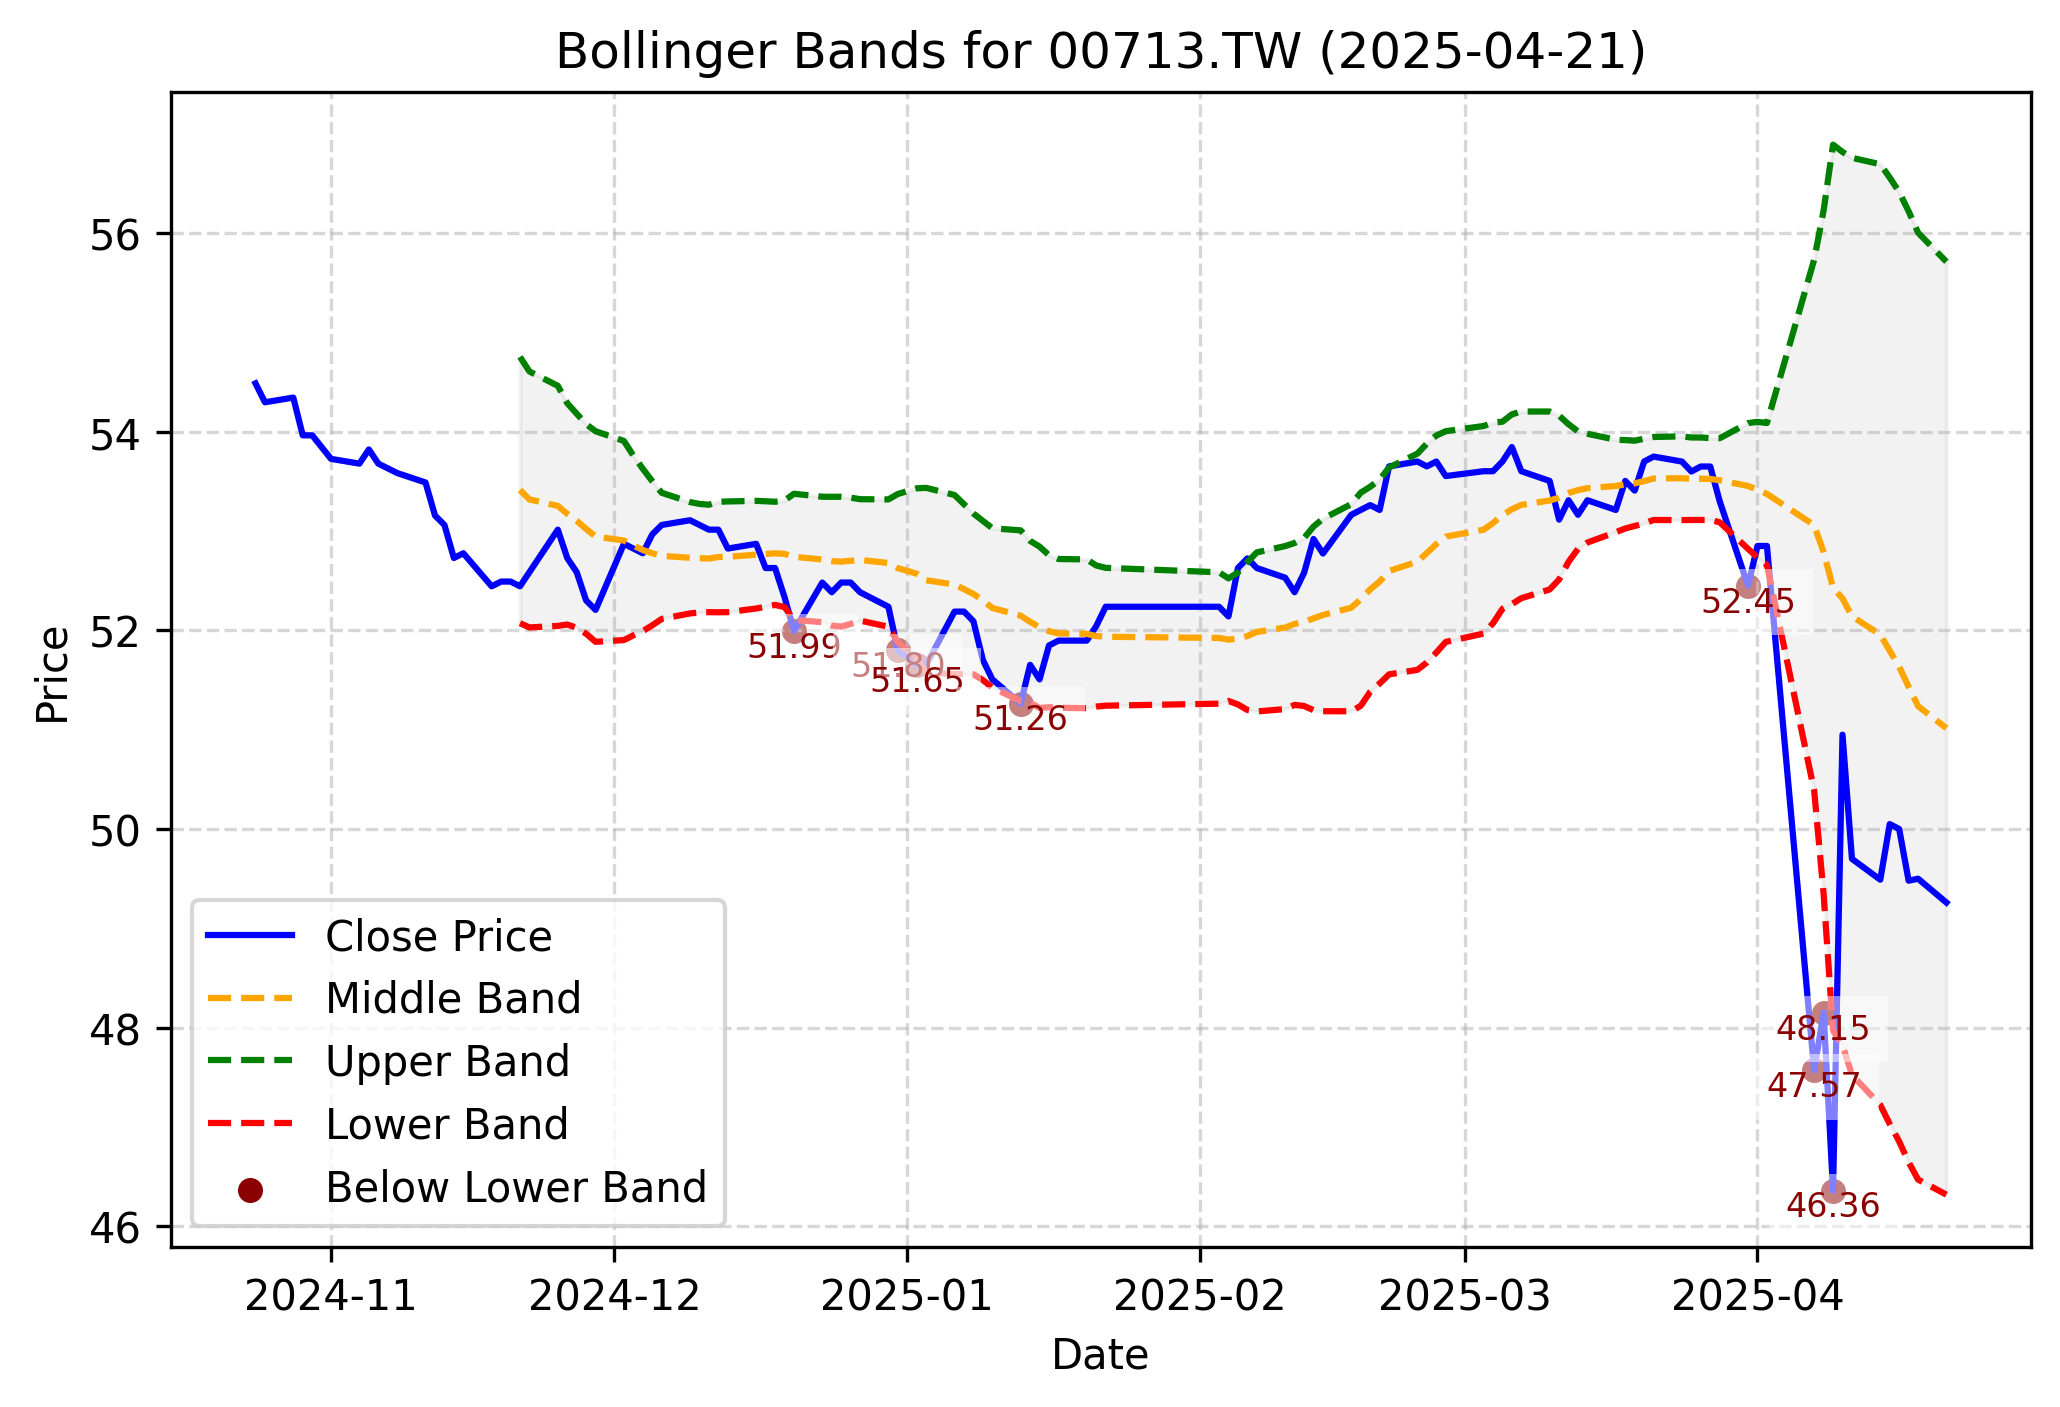 Bollinger Bands for 00713.TW (2025-04-21)
Price
56
54
52
50
48
46
51.99
51.80
51.65
51.26
52.45
48.15
47.57
46.36
Close Price
Middle Band
Upper Band
Lower Band
Below Lower Band
2024-11
2024-12
2025-01
2025-02
2025-03
2025-04
Date